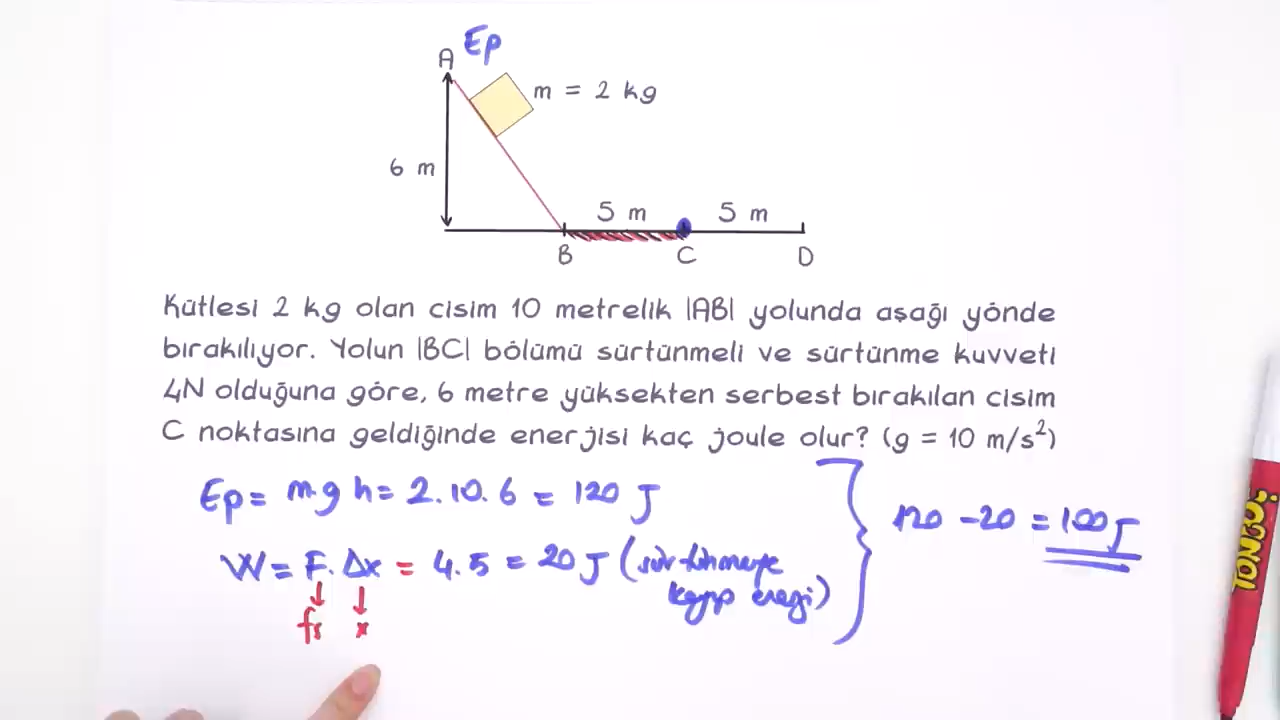 A Ep
m = 2 kg
6 m
5 m 5 m
B C D
Kütlesi 2 kg olan cisim 10 metrelik |AB| yolunda aşağı yönde
bırakılıyor. Yolun |BC| bölümü sürtünmeli ve sürtünme kuvveti
4N olduğuna göre, 6 metre yüksekten serbest bırakılan cisim
C noktasına geldiğinde enerjisi kaç joule olur? (g = 10 m/s²)
Ep = m.g h = 2.10.6 = 120 J
120 - 20 = 100 J
W = F. Δx = 4.5 = 20 J (sürtünmeye
kayıp enerji)
fs x
TONGUÇ